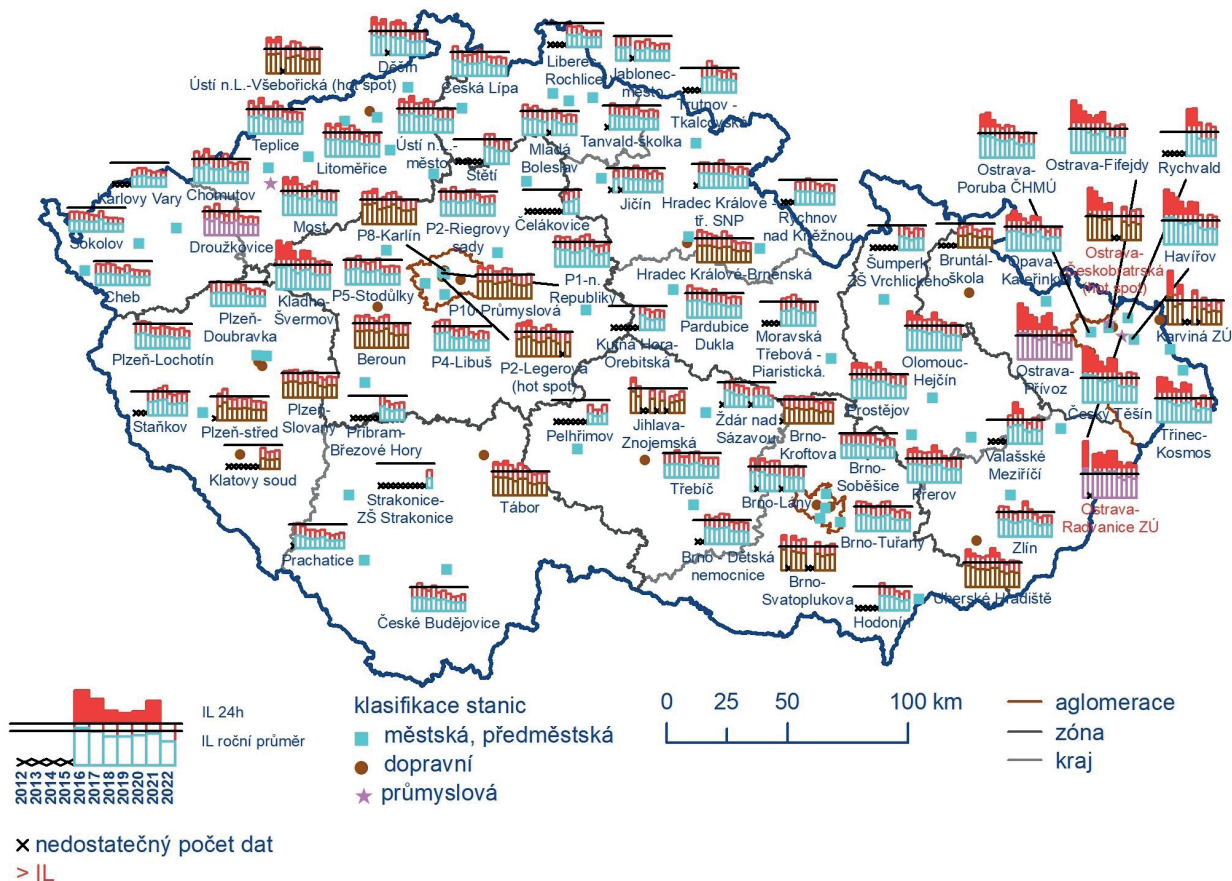 Děčín
Ústí n.L.-Všebořická (hot spot)
Česká Lípa
Liberec-
Rochlice
Jablonec-
město
Trutnov -
Tkalcovská
Teplice
Litoměřice
Ústí n.L.-
město
Štětí
Mladá
Boleslav
Tanvald-školka
Karlovy Vary
Chomutov
Sokolov
Droužkovice
Most
P8-Karlín
P2-Riegrovy
sady
Čelákovice
Jičín
Hradec Králové -
tř. SNP
Rychnov
nad Kněžnou
Ostrava-
Poruba ČHMÚ
Ostrava-Fifejdy
Rychvald
Cheb
Kladno-
Švermov
P5-Stodůlky
P10-Průmyslová
P1-n.
Republiky
Hradec Králové-Brněnská
Šumperk
ZŠ Vrchlického
Bruntál-
škola
Opava-
Kateřinky
Ostrava-
Českobratrská
(hot spot)
Havířov
Plzeň-
Doubravka
Plzeň-Lochotín
Beroun
P4-Libuš
P2-Legerova
(hot spot)
Kutná Hora-
Orebitská
Pardubice
Dukla
Moravská
Třebová -
Piaristická.
Olomouc-
Hejčín
Ostrava-
Přívoz
Karviná ZÚ
Staňkov
Plzeň-střed
Plzeň-
Slovany
Příbram-
Březové Hory
Pelhřimov
Jihlava-
Znojemská
Ždár nad
Sázavou
Brno-
Kroftova
Prostějov
Český Těšín
Třinec-
Kosmos
Klatovy soud
Strakonice-
ZŠ Strakonice
Tábor
Třebíč
Brno-Lány
Brno-
Soběšice
Přerov
Valašské
Meziříčí
Ostrava-
Radvanice ZÚ
Prachatice
České Budějovice
Brno - Dětská
nemocnice
Brno-Tuřany
Zlín
Brno-
Svatoplukova
Hodonín
Uherské Hradiště
IL 24h
IL roční průměr
2012
2013
2014
2015
2016
2017
2018
2019
2020
2021
2022
nedostatečný počet dat
> IL
klasifikace stanic
městská, předměstská
dopravní
průmyslová
0 25 50 100 km
aglomerace
zóna
kraj